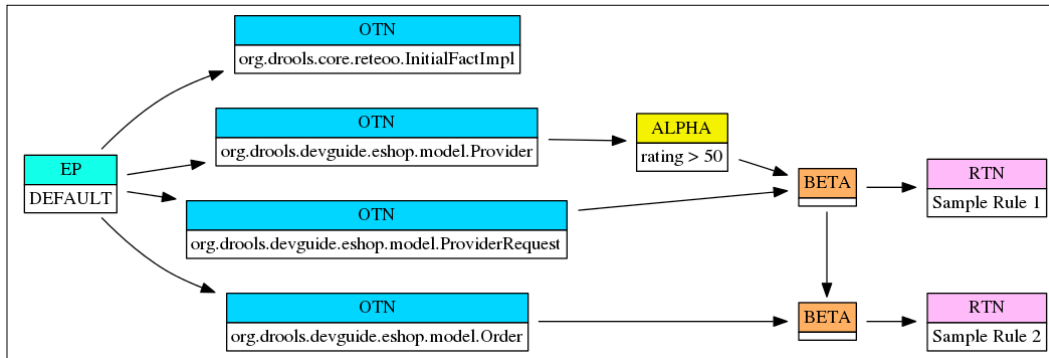 OTN
org.drools.core.reteoo.InitialFactImpl
OTN
org.drools.devguide.eshop.model.Provider
ALPHA
rating > 50
EP
DEFAULT
BETA
RTN
Sample Rule 1
OTN
org.drools.devguide.eshop.model.ProviderRequest
OTN
org.drools.devguide.eshop.model.Order
BETA
RTN
Sample Rule 2